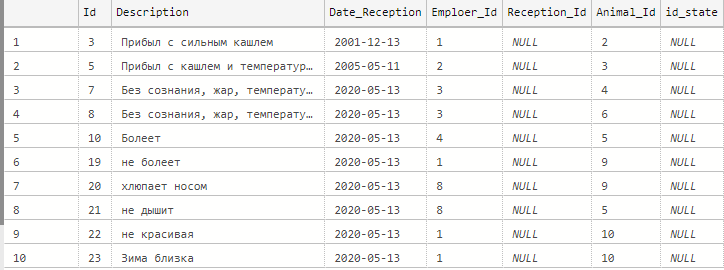 Id Description Date_Reception Emploer_Id Reception_Id Animal_Id id_state
1 3 Прибыл с сильным кашлем 2001-12-13 1 NULL 2 NULL
2 5 Прибыл с кашлем и температур… 2005-05-11 2 NULL 3 NULL
3 7 Без сознания, жар, температу… 2020-05-13 3 NULL 4 NULL
4 8 Без сознания, жар, температу… 2020-05-13 3 NULL 6 NULL
5 10 Болеет 2020-05-13 4 NULL 5 NULL
6 19 не болеет 2020-05-13 1 NULL 9 NULL
7 20 хлюпает носом 2020-05-13 8 NULL 9 NULL
8 21 не дышит 2020-05-13 8 NULL 5 NULL
9 22 не красивая 2020-05-13 1 NULL 10 NULL
10 23 Зима близка 2020-05-13 1 NULL 10 NULL